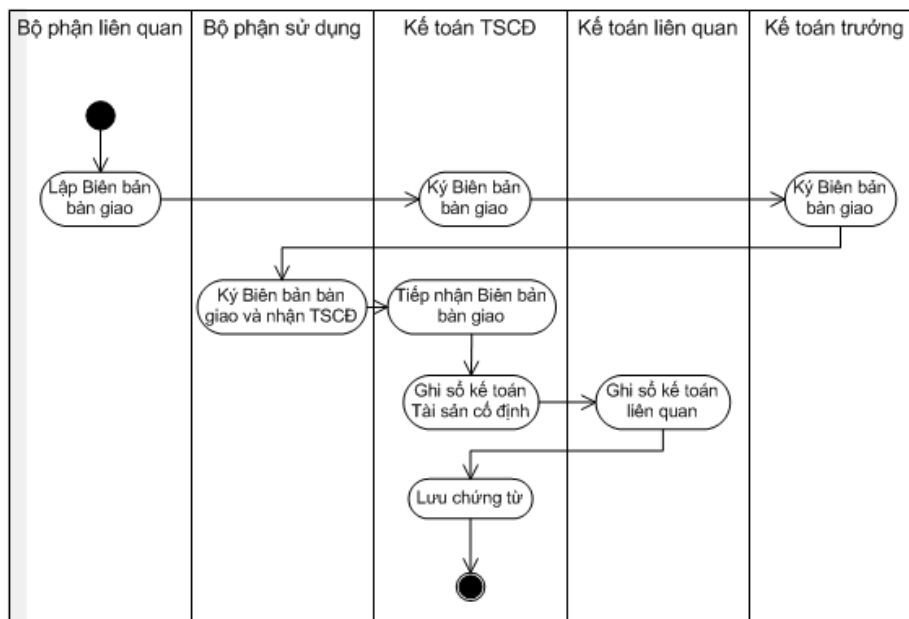 Bộ phận liên quan
Bộ phận sử dụng
Kế toán TSCĐ
Kế toán liên quan
Kế toán trưởng
Lập Biên bản
bàn giao
Ký Biên bản
bàn giao
Ký Biên bản
bàn giao
Ký Biên bản bàn
giao và nhận TSCĐ
Tiếp nhận Biên bản
bàn giao
Ghi sổ kế toán
Tài sản cố định
Ghi sổ kế toán
liên quan
Lưu chứng từ